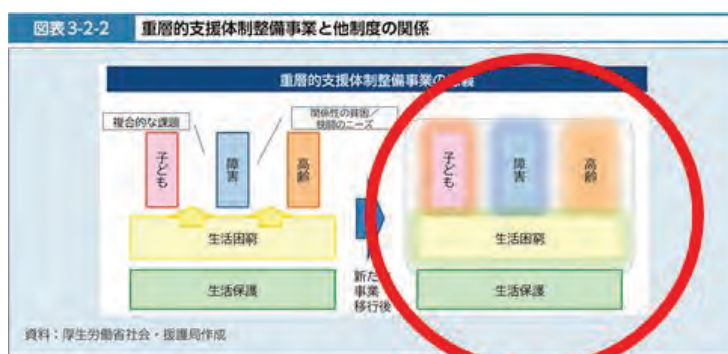 図表3-2-2 重層的支援体制整備事業と他制度の関係
重層的支援体制整備事業の意義
複合的な課題
関係性の貧困／
狭間のニーズ
子ども
障害
高齢
生活困窮
生活保護
新たな
事業
移行後
子ども
障害
高齢
生活困窮
生活保護
資料：厚生労働省社会・援護局作成